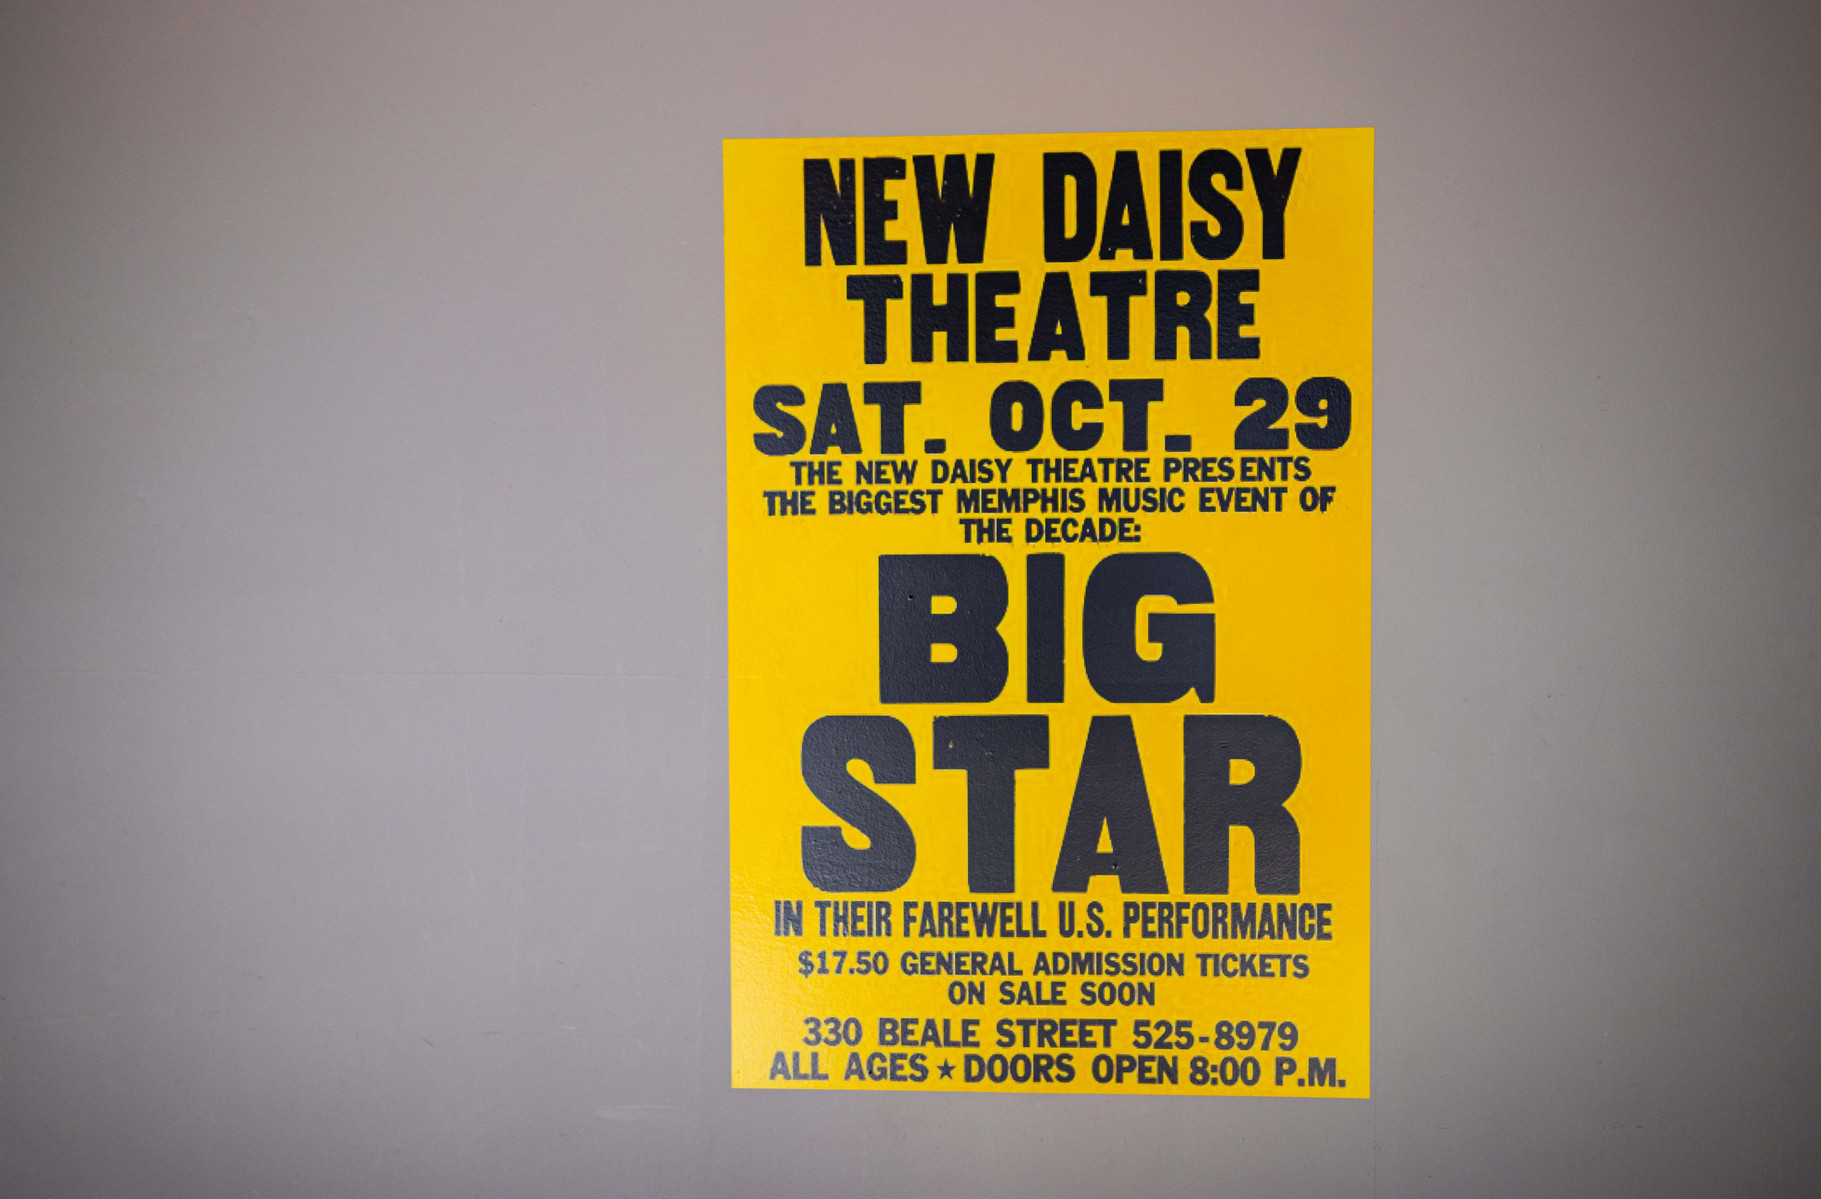 NEW DAISY
THEATRE
SAT. OCT. 29
THE NEW DAISY THEATRE PRESENTS
THE BIGGEST MEMPHIS MUSIC EVENT OF
THE DECADE:
BIG
STAR
IN THEIR FAREWELL U.S. PERFORMANCE
$17.50 GENERAL ADMISSION TICKETS
ON SALE SOON
330 BEALE STREET 525-8979
ALL AGES ★ DOORS OPEN 8:00 P.M.